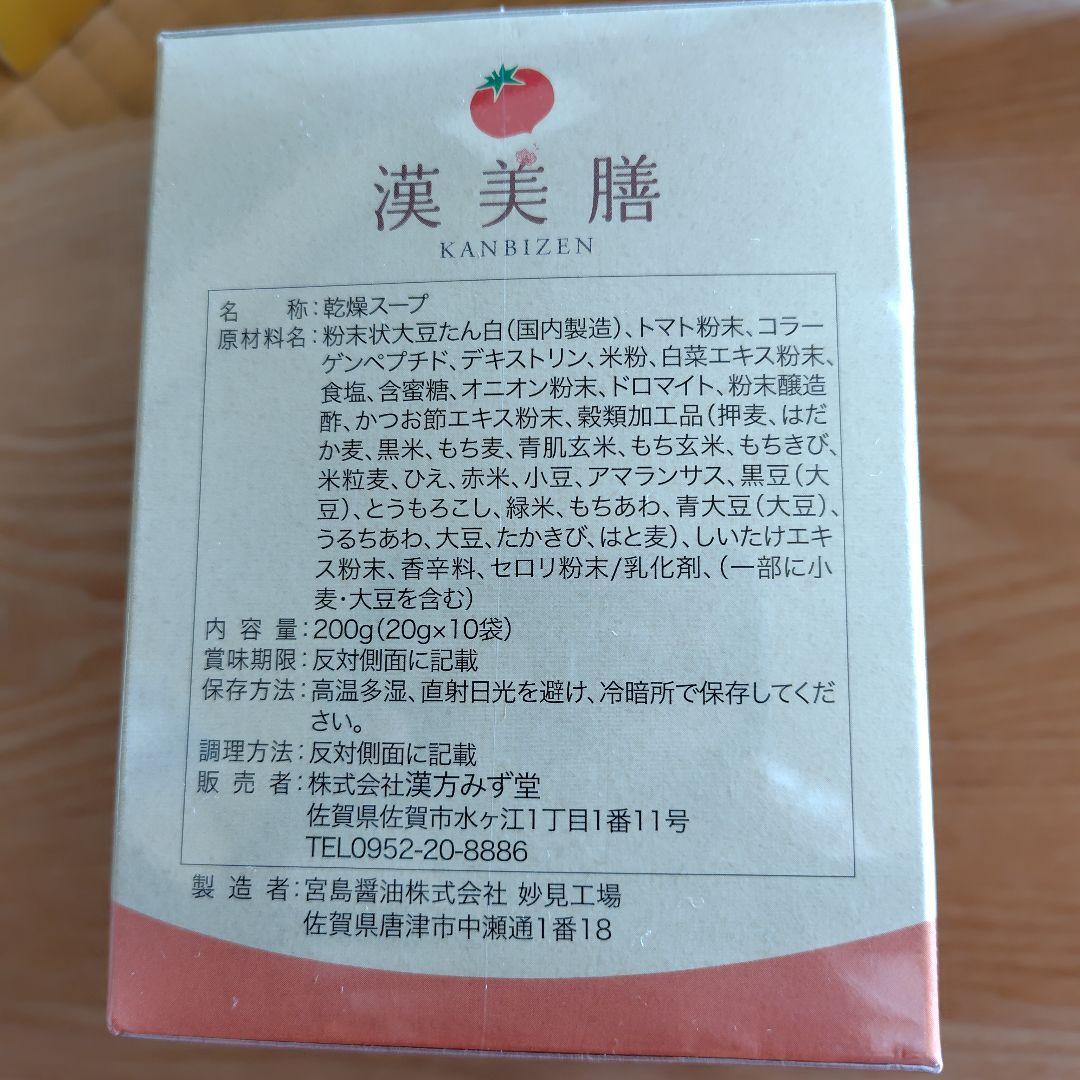 漢美膳
KANBIZEN
名称:乾燥スープ
原材料名:粉末状大豆たん白(国内製造)、トマト粉末、コラー
ゲンペプチド、デキストリン、米粉、白菜エキス粉末、
食塩、含蜜糖、オニオン粉末、ドロマイト、粉末醸造
酢、かつお節エキス粉末、穀類加工品(押麦、はだ
か麦、黒米、もち麦、青肌玄米、もち玄米、もちきび、
米粒麦、ひえ、赤米、小豆、アマランサス、黒豆(大
豆)、とうもろこし、緑米、もちあわ、青大豆(大豆)、
うるちあわ、大豆、たかきび、はと麦)、しいたけエキ
ス粉末、香辛料、セロリ粉末/乳化剤、(一部に小
麦・大豆を含む)
内容量:200g(20g×10袋)
賞味期限:反対側面に記載
保存方法:高温多湿、直射日光を避け、冷暗所で保存してくだ
さい。
調理方法:反対側面に記載
販売者:株式会社漢方みず堂
佐賀県佐賀市水ヶ江1丁目1番11号
TEL0952-20-8886
製造者:宮島醤油株式会社 妙見工場
佐賀県唐津市中瀬通1番18